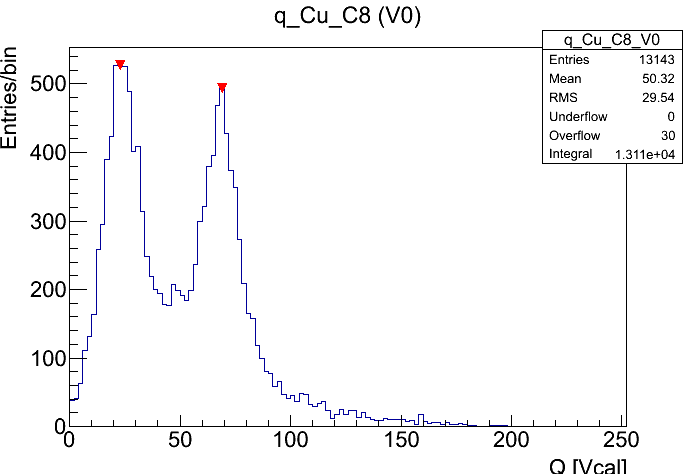 q_Cu_C8 (V0)
q_Cu_C8_V0
Entries 13143
Mean 50.32
RMS 29.54
Underflow 0
Overflow 30
Integral 1.311e+04
Entries/bin
500
400
300
200
100
0
0 50 100 150 200 250
Q [Vcal]